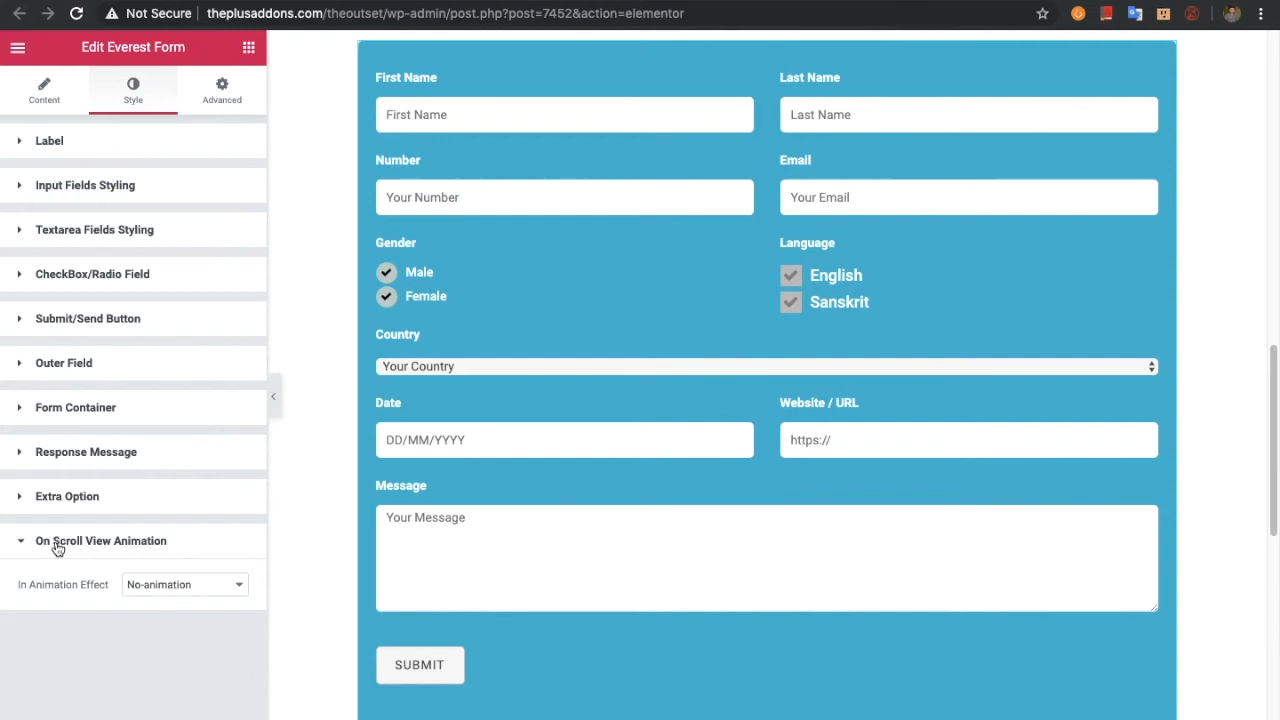 Not Secure theplusaddons.com/theoutset/wp-admin/post.php?post=7452&action=elementor
Edit Everest Form
Content Style Advanced
Label
Input Fields Styling
Textarea Fields Styling
CheckBox/Radio Field
Submit/Send Button
Outer Field
Form Container
Response Message
Extra Option
On Scroll View Animation
In Animation Effect No-animation
First Name Last Name
First Name Last Name
Number Email
Your Number Your Email
Gender Language
Male English
Female Sanskrit
Country
Your Country
Date Website / URL
DD/MM/YYYY https://
Message
Your Message
SUBMIT